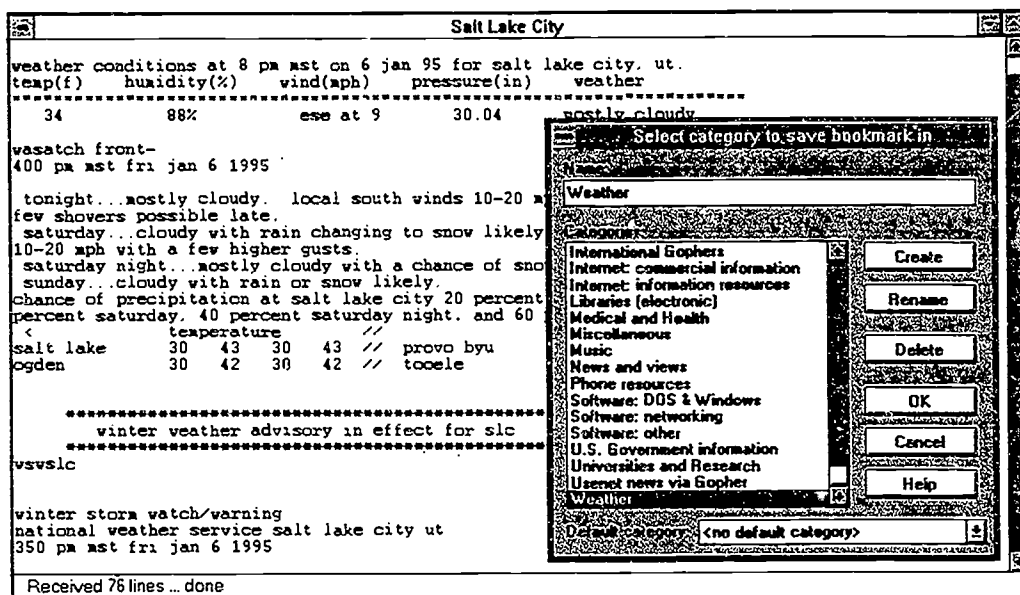 Salt Lake City
weather conditions at 8 pm mst on 6 jan 95 for salt lake city, ut.
temp(f) humidity(%) wind(mph) pressure(in) weather
34 88% ese at 9 30.04 mostly cloudy
wasatch front-
400 pm mst fri jan 6 1995
tonight...mostly cloudy. local south winds 10-20 m
few showers possible late.
saturday...cloudy with rain changing to snow likely
10-20 mph with a few higher gusts.
saturday night...mostly cloudy with a chance of sno
sunday...cloudy with rain or snow likely.
chance of precipitation at salt lake city 20 percent
percent saturday, 40 percent saturday night, and 60
< temperature //
salt lake 30 43 30 43 // provo byu
ogden 30 42 30 42 // tooele
winter weather advisory in effect for slc
wswslc
winter storm watch/warning
national weather service salt lake city ut
350 pm mst fri jan 6 1995
Received 76 lines ... done
Select category to save bookmark in
Name:
Weather
Categories:
International Gophers
Internet: commercial information
Internet: information resources
Libraries (electronic)
Medical and Health
Miscellaneous
Music
News and views
Phone resources
Software: DOS & Windows
Software: networking
Software: other
U.S. Government information
Universities and Research
Usenet news via Gopher
Weather
Create
Rename
Delete
OK
Cancel
Help
Default category: <no default category>